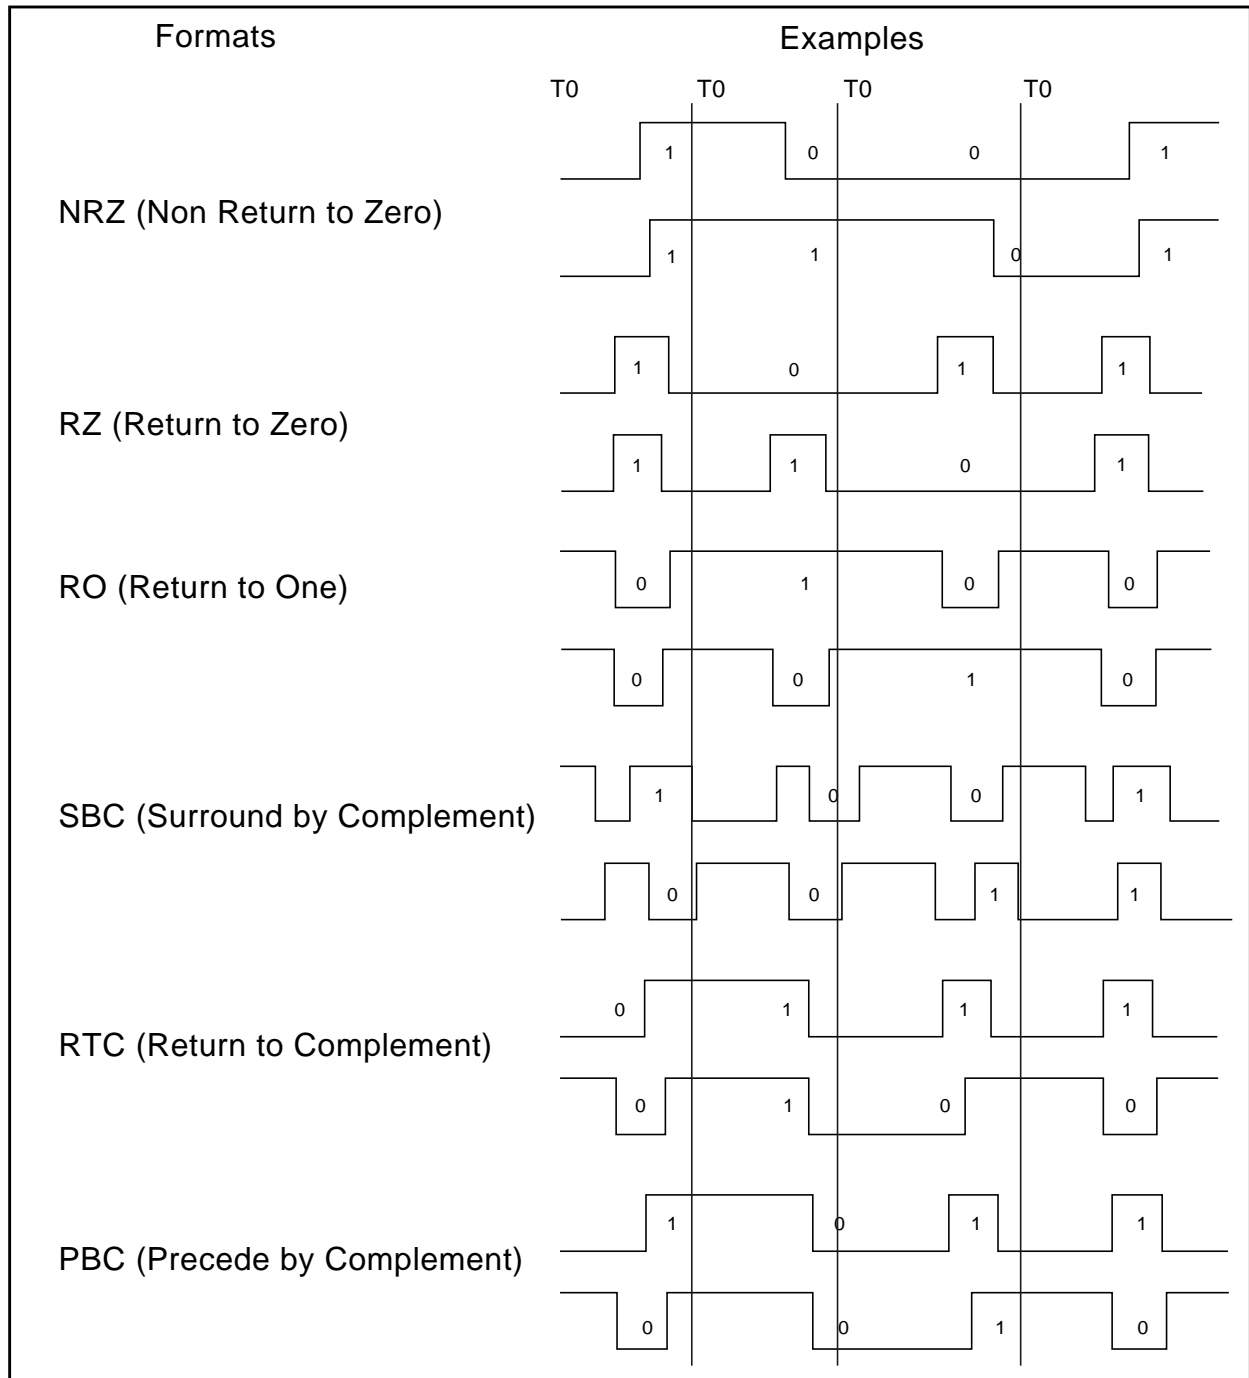 Formats Examples
T0 T0 T0 T0
1 0 0 1
NRZ (Non Return to Zero)
1 1 0 1
1 0 1 1
RZ (Return to Zero)
1 1 0 1
RO (Return to One)
0 1 0 0
0 0 1 0
1 0 0 1
SBC (Surround by Complement)
0 0 1 1
0 1 1 1
RTC (Return to Complement)
0 1 0 0
1 0 1 1
PBC (Precede by Complement)
0 0 1 0